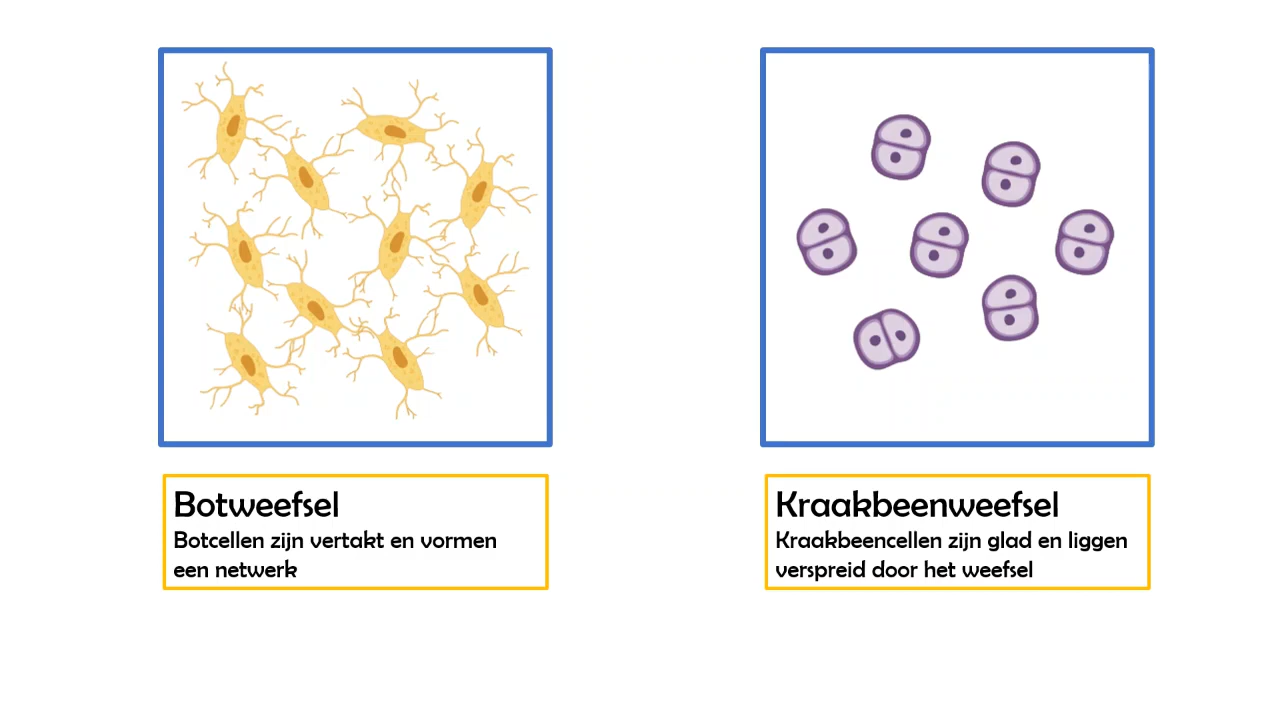 Botweefsel
Botcellen zijn vertakt en vormen
een netwerk
Kraakbeenweefsel
Kraakbeencellen zijn glad en liggen
verspreid door het weefsel